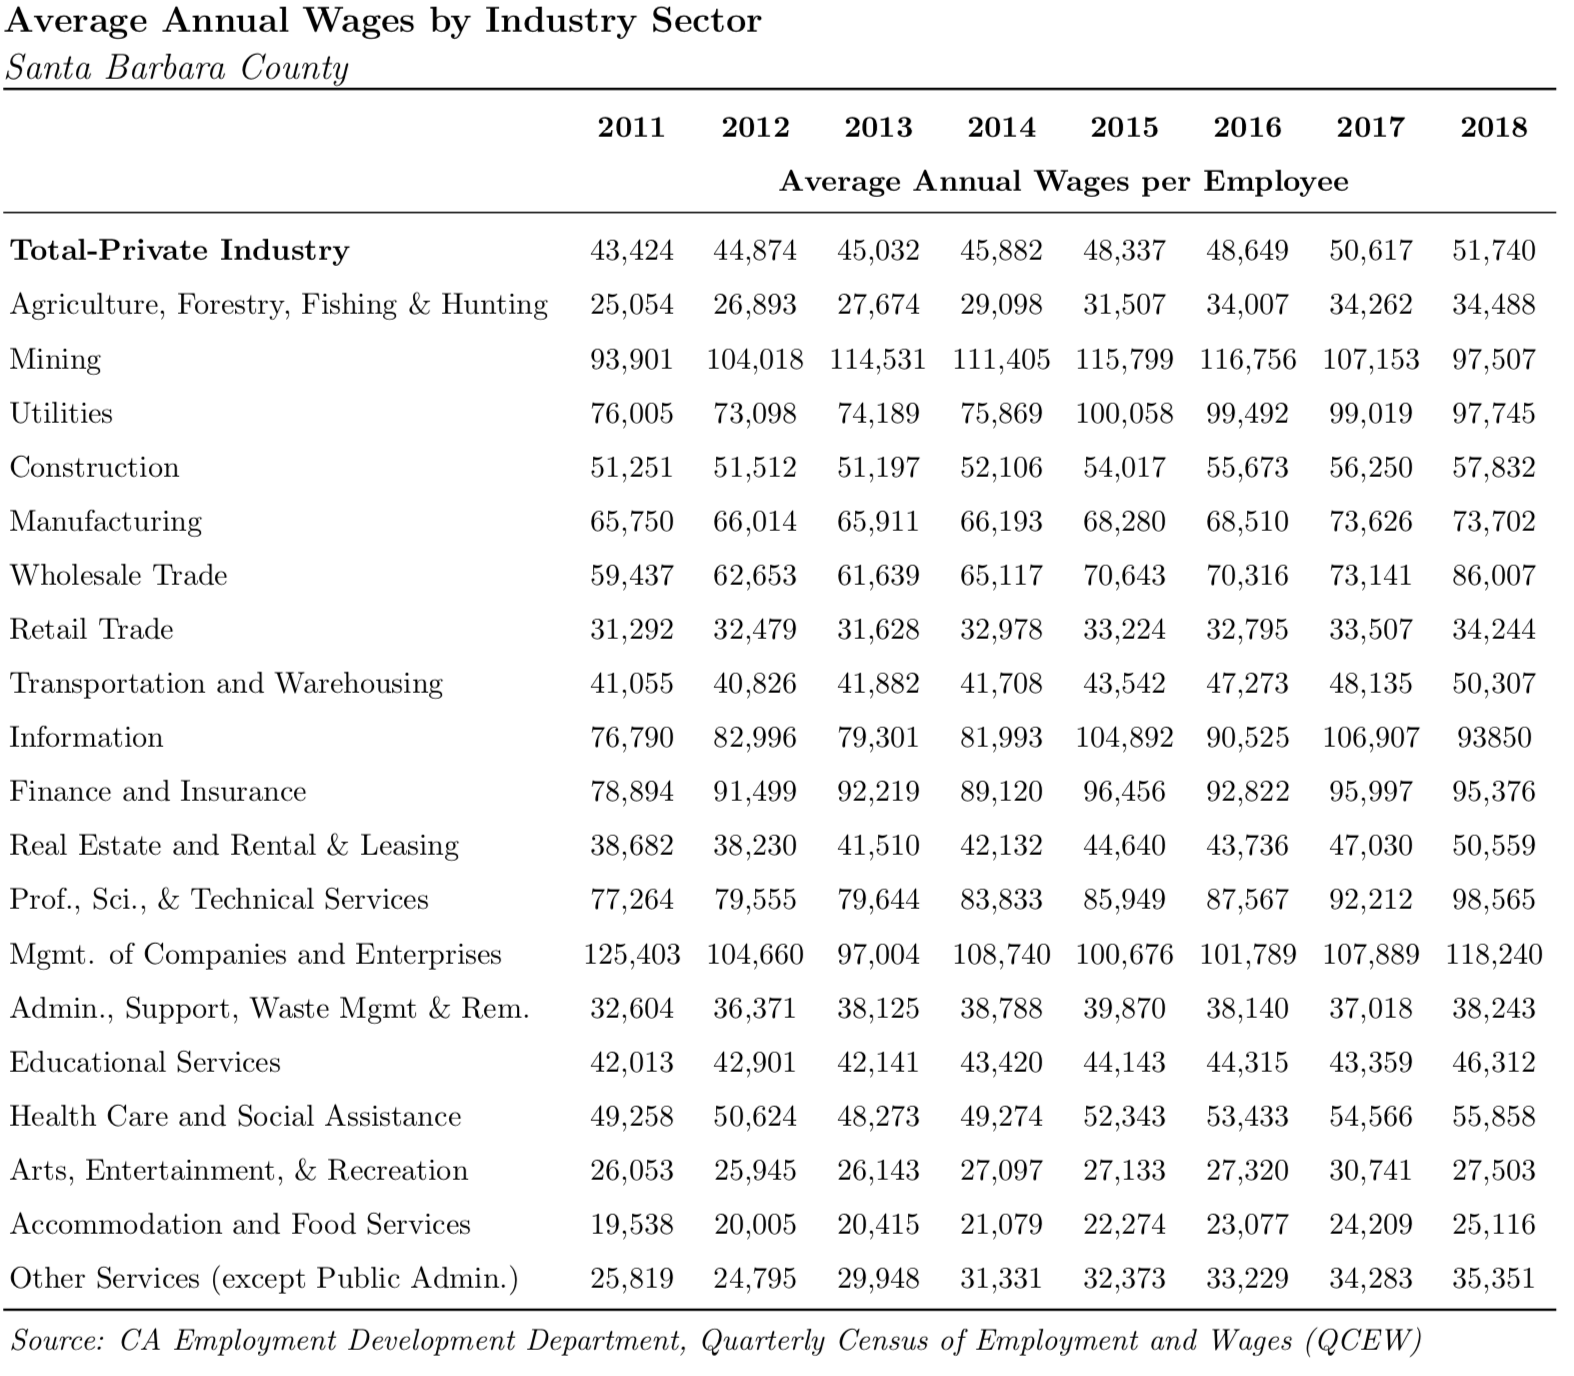 Average Annual Wages by Industry Sector
Santa Barbara County
2011 2012 2013 2014 2015 2016 2017 2018
Average Annual Wages per Employee
Total-Private Industry 43,424 44,874 45,032 45,882 48,337 48,649 50,617 51,740
Agriculture, Forestry, Fishing & Hunting 25,054 26,893 27,674 29,098 31,507 34,007 34,262 34,488
Mining 93,901 104,018 114,531 111,405 115,799 116,756 107,153 97,507
Utilities 76,005 73,098 74,189 75,869 100,058 99,492 99,019 97,745
Construction 51,251 51,512 51,197 52,106 54,017 55,673 56,250 57,832
Manufacturing 65,750 66,014 65,911 66,193 68,280 68,510 73,626 73,702
Wholesale Trade 59,437 62,653 61,639 65,117 70,643 70,316 73,141 86,007
Retail Trade 31,292 32,479 31,628 32,978 33,224 32,795 33,507 34,244
Transportation and Warehousing 41,055 40,826 41,882 41,708 43,542 47,273 48,135 50,307
Information 76,790 82,996 79,301 81,993 104,892 90,525 106,907 93850
Finance and Insurance 78,894 91,499 92,219 89,120 96,456 92,822 95,997 95,376
Real Estate and Rental & Leasing 38,682 38,230 41,510 42,132 44,640 43,736 47,030 50,559
Prof., Sci., & Technical Services 77,264 79,555 79,644 83,833 85,949 87,567 92,212 98,565
Mgmt. of Companies and Enterprises 125,403 104,660 97,004 108,740 100,676 101,789 107,889 118,240
Admin., Support, Waste Mgmt & Rem. 32,604 36,371 38,125 38,788 39,870 38,140 37,018 38,243
Educational Services 42,013 42,901 42,141 43,420 44,143 44,315 43,359 46,312
Health Care and Social Assistance 49,258 50,624 48,273 49,274 52,343 53,433 54,566 55,858
Arts, Entertainment, & Recreation 26,053 25,945 26,143 27,097 27,133 27,320 30,741 27,503
Accommodation and Food Services 19,538 20,005 20,415 21,079 22,274 23,077 24,209 25,116
Other Services (except Public Admin.) 25,819 24,795 29,948 31,331 32,373 33,229 34,283 35,351
Source: CA Employment Development Department, Quarterly Census of Employment and Wages (QCEW)